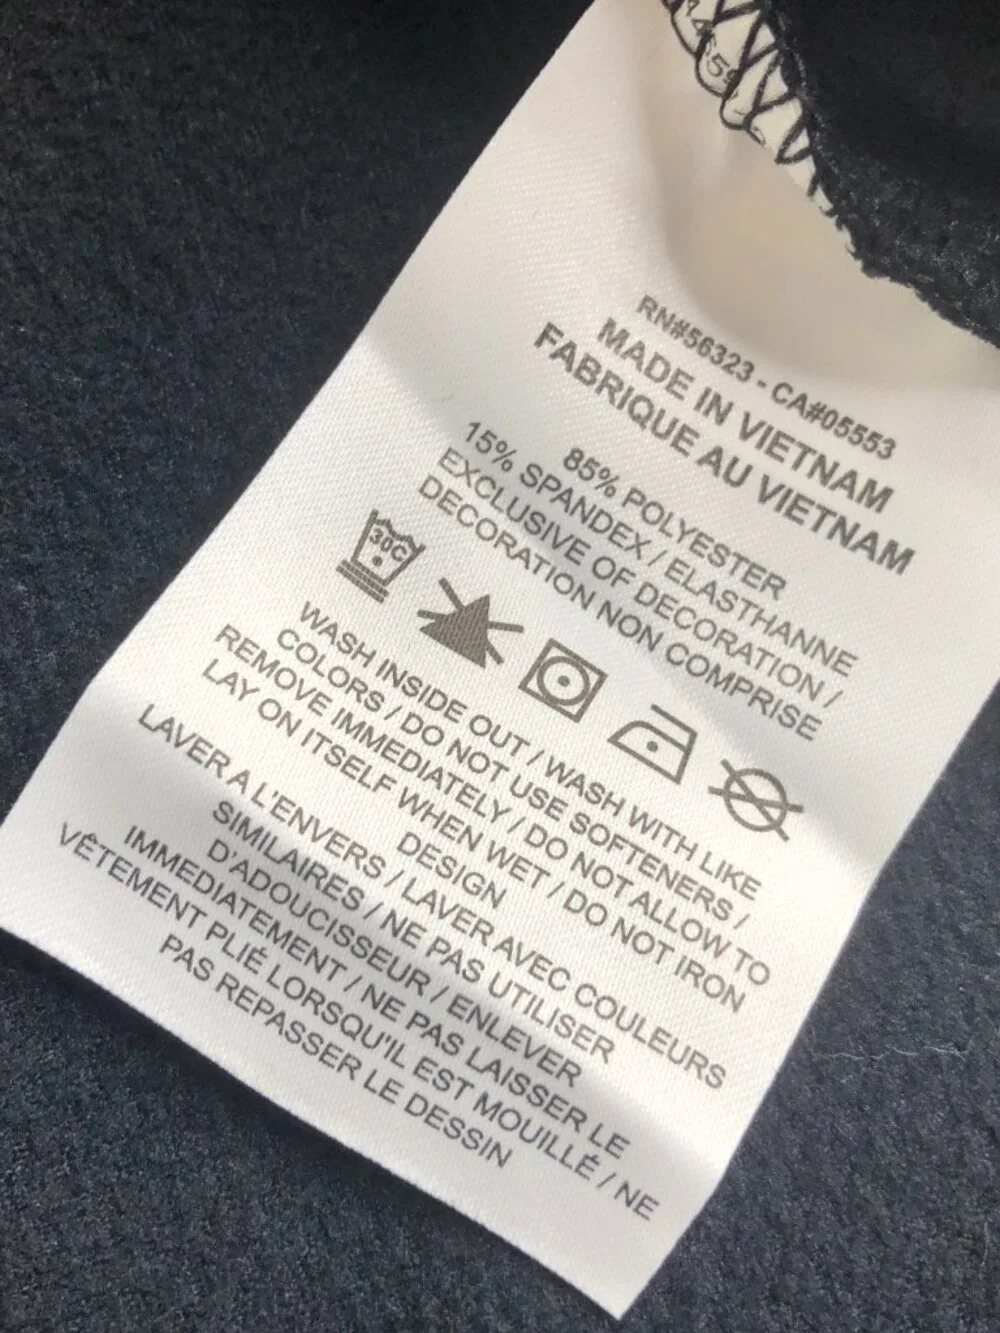 RN#56323 - CA#05553
MADE IN VIETNAM
FABRIQUE AU VIETNAM
85% POLYESTER
15% SPANDEX / ELASTHANNE
EXCLUSIVE OF DECORATION /
DECORATION NON COMPRISE
30C
WASH INSIDE OUT / WASH WITH LIKE
COLORS / DO NOT USE SOFTENERS /
REMOVE IMMEDIATELY / DO NOT ALLOW TO
LAY ON ITSELF WHEN WET / DO NOT IRON
DESIGN
LAVER A L'ENVERS / LAVER AVEC COULEURS
SIMILAIRES / NE PAS UTILISER
D'ADOUCISSEUR / ENLEVER
IMMEDIATEMENT / NE PAS LAISSER LE
VÊTEMENT PLIÉ LORSQU'IL EST MOUILLÉ / NE
PAS REPASSER LE DESSIN